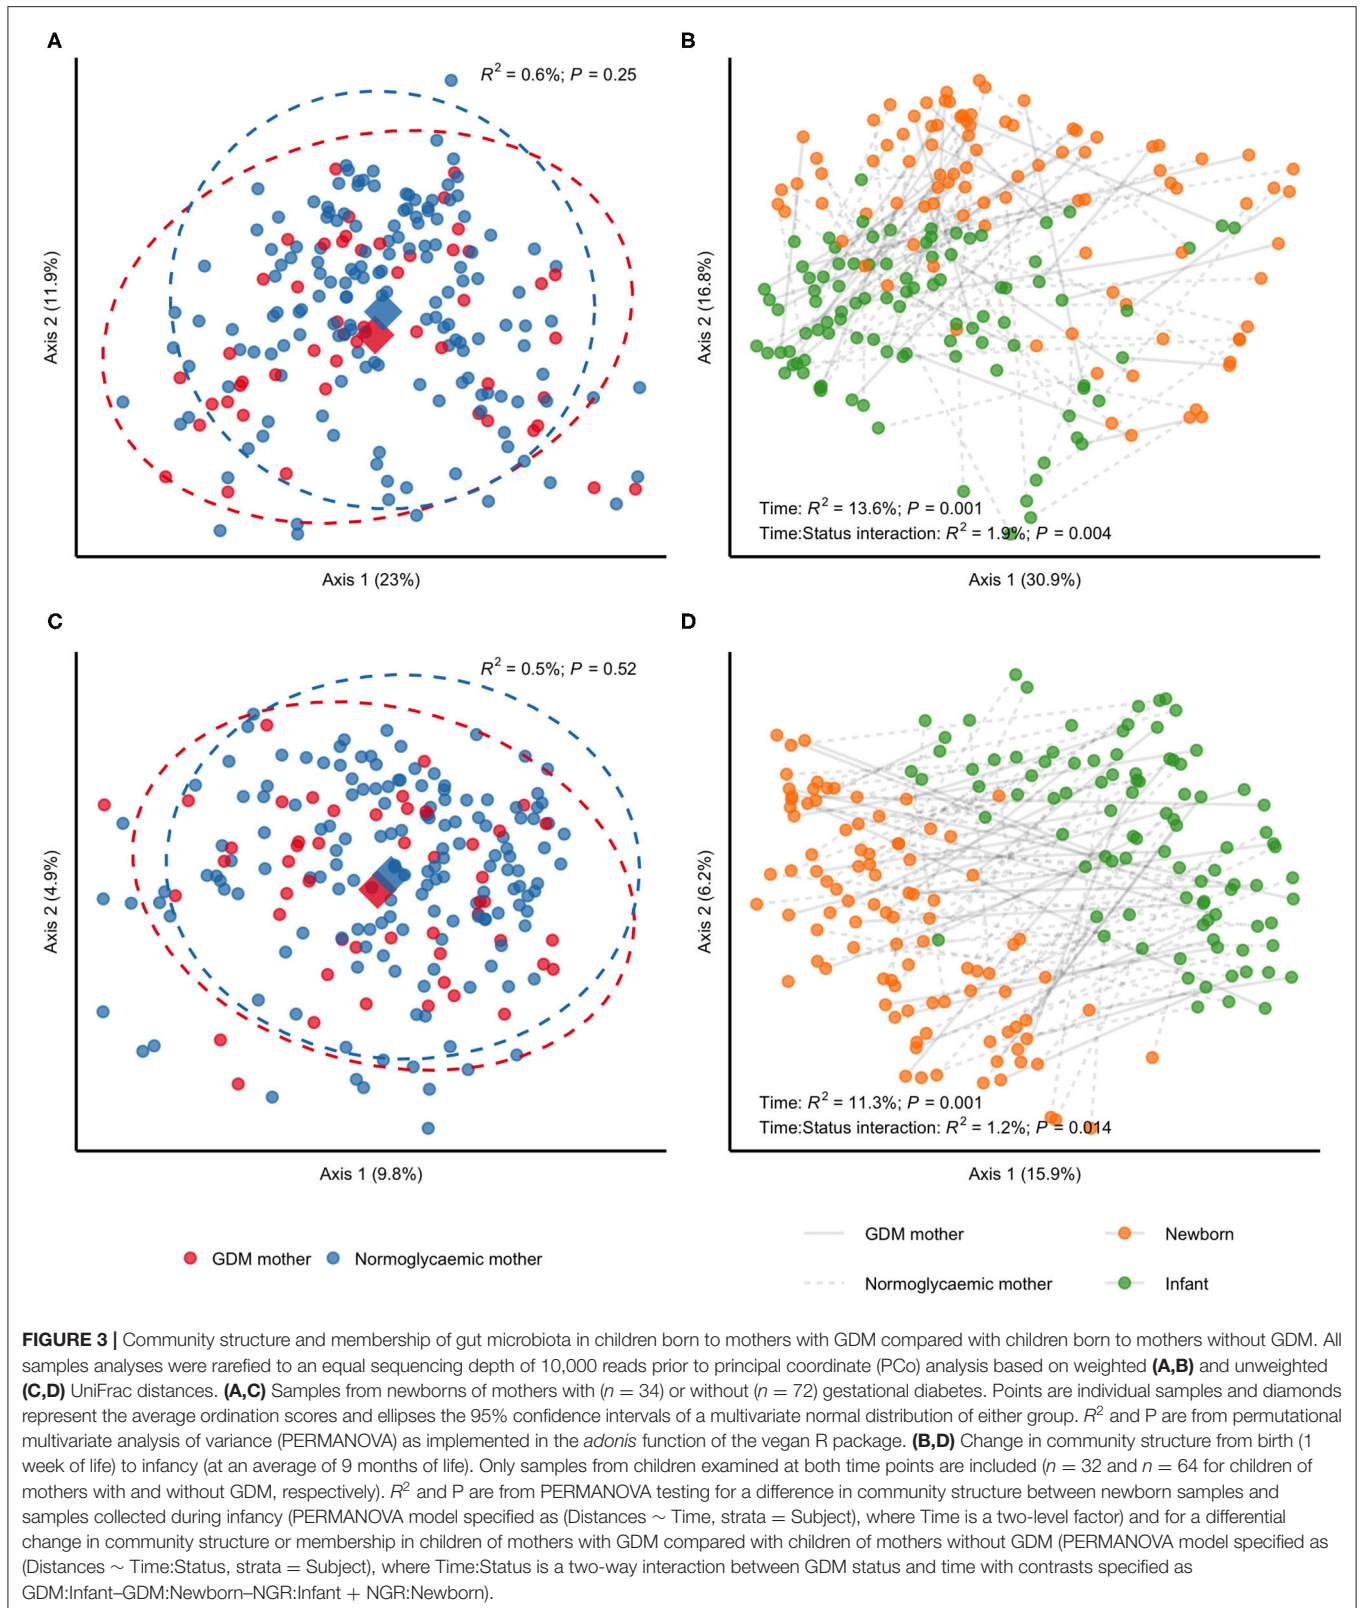 A
R² = 0.6%; P = 0.25
Axis 2 (11.9%)
Axis 1 (23%)
B
Axis 2 (16.8%)
Time: R² = 13.6%; P = 0.001
Time:Status interaction: R² = 1.9%; P = 0.004
Axis 1 (30.9%)
C
R² = 0.5%; P = 0.52
Axis 2 (4.9%)
Axis 1 (9.8%)
D
Axis 2 (6.2%)
Time: R² = 11.3%; P = 0.001
Time:Status interaction: R² = 1.2%; P = 0.014
Axis 1 (15.9%)
GDM mother
Normoglycaemic mother
GDM mother
Newborn
Normoglycaemic mother
Infant
FIGURE 3 | Community structure and membership of gut microbiota in children born to mothers with GDM compared with children born to mothers without GDM. All
samples analyses were rarefied to an equal sequencing depth of 10,000 reads prior to principal coordinate (PCo) analysis based on weighted (A,B) and unweighted
(C,D) UniFrac distances. (A,C) Samples from newborns of mothers with (n = 34) or without (n = 72) gestational diabetes. Points are individual samples and diamonds
represent the average ordination scores and ellipses the 95% confidence intervals of a multivariate normal distribution of either group. R² and P are from permutational
multivariate analysis of variance (PERMANOVA) as implemented in the adonis function of the vegan R package. (B,D) Change in community structure from birth (1
week of life) to infancy (at an average of 9 months of life). Only samples from children examined at both time points are included (n = 32 and n = 64 for children of
mothers with and without GDM, respectively). R² and P are from PERMANOVA testing for a difference in community structure between newborn samples and
samples collected during infancy (PERMANOVA model specified as (Distances ∼ Time, strata = Subject), where Time is a two-level factor) and for a differential
change in community structure or membership in children of mothers with GDM compared with children of mothers without GDM (PERMANOVA model specified as
(Distances ∼ Time:Status, strata = Subject), where Time:Status is a two-way interaction between GDM status and time with contrasts specified as
GDM:Infant–GDM:Newborn–NGR:Infant + NGR:Newborn).